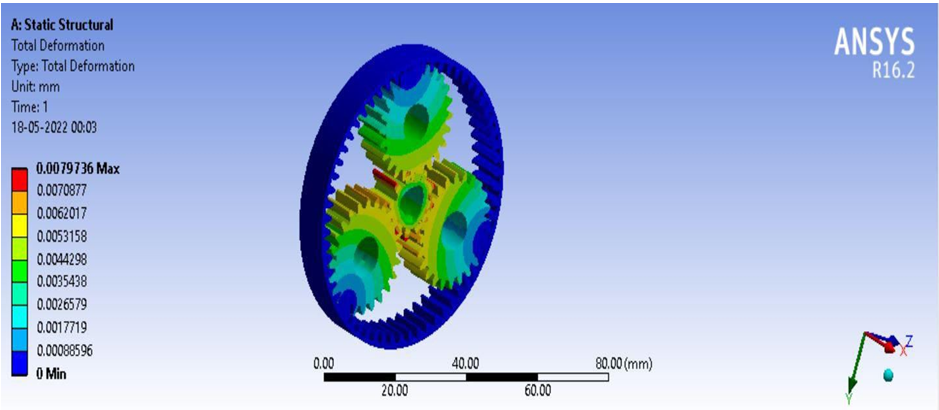 A: Static Structural
Total Deformation
Type: Total Deformation
Unit: mm
Time: 1
18-05-2022 00:03
0.0079736 Max
0.0070877
0.0062017
0.0053158
0.0044298
0.0035438
0.0026579
0.0017719
0.00088596
0 Min
ANSYS
R16.2
0.00 40.00 80.00 (mm)
20.00 60.00
Z
X
Y